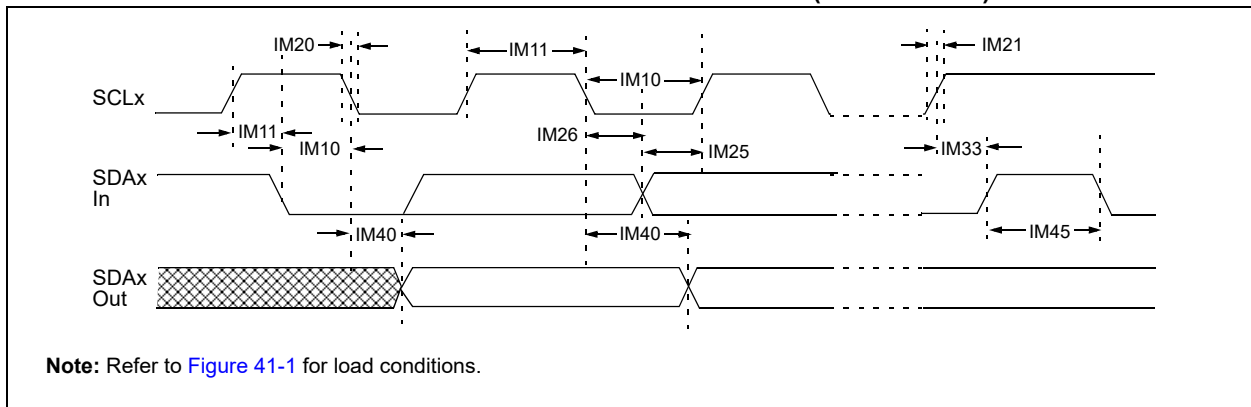 IM20
IM11
IM21
IM10
SCLx
IM11
IM26
IM10
IM25
IM33
SDAx
In
IM40
IM40
IM45
SDAx
Out
Note: Refer to Figure 41-1 for load conditions.